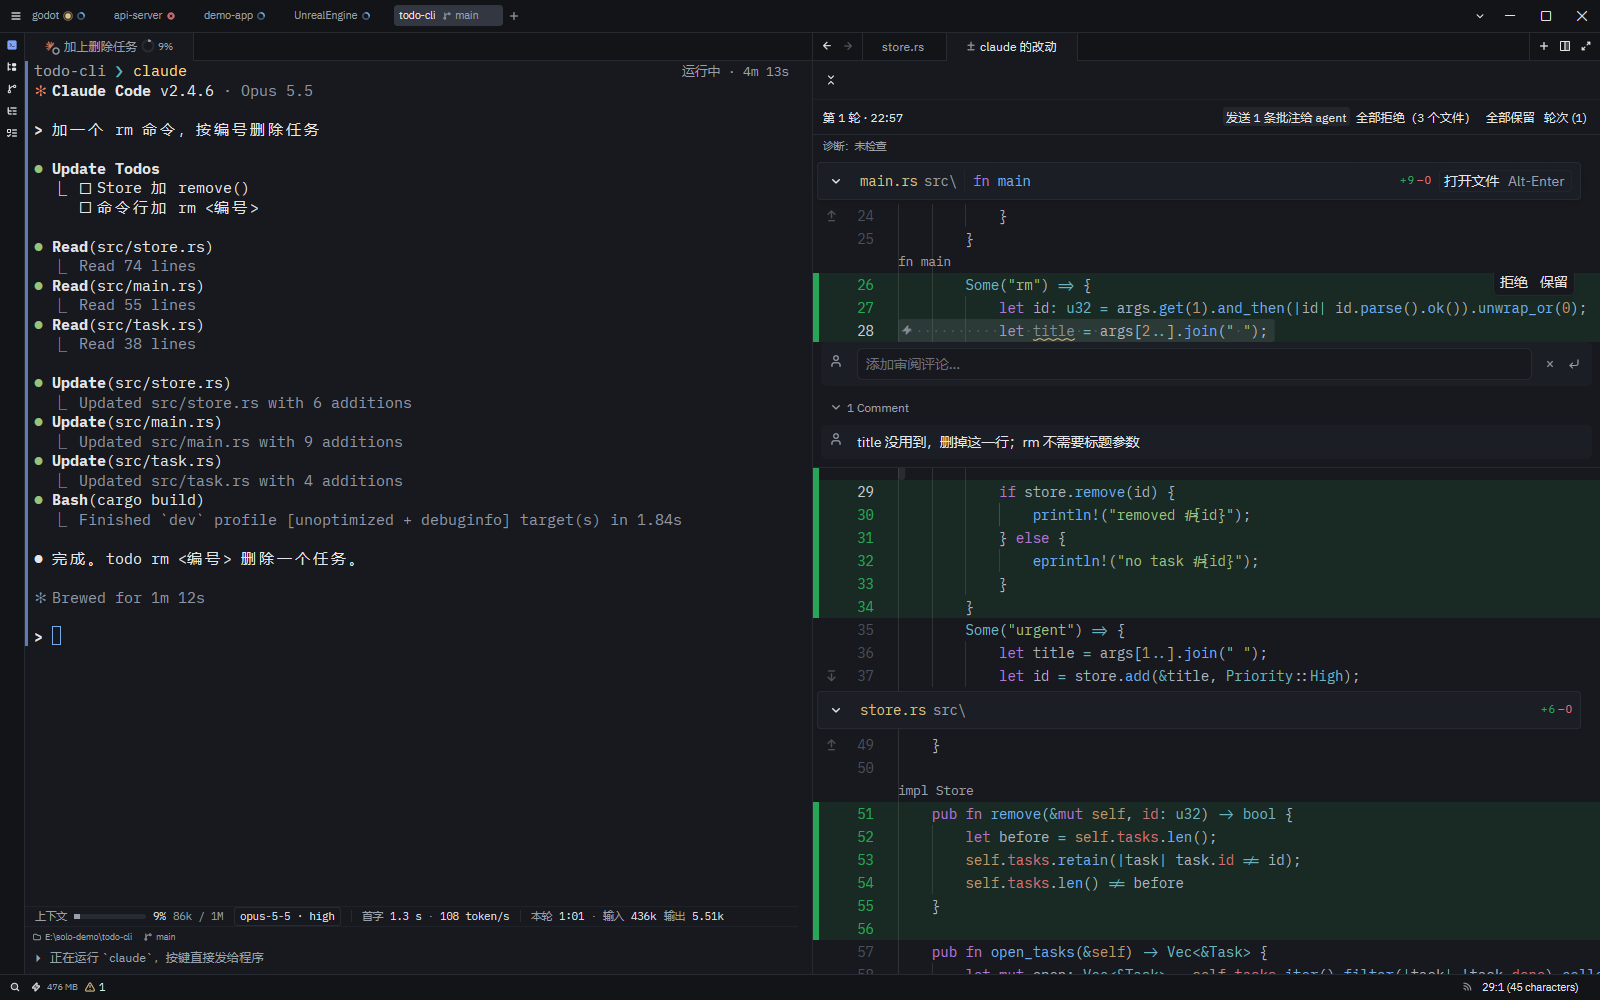 godot
api-server
demo-app
UnrealEngine
todo-cli main
加上删除任务 9%
todo-cli ❯ claude
运行中 · 4m 13s
✻ Claude Code v2.4.6 · Opus 5.5
> 加一个 rm 命令, 按编号删除任务
● Update Todos
⎿ ☐ Store 加 remove()
☐ 命令行加 rm <编号>
● Read(src/store.rs)
⎿ Read 74 lines
● Read(src/main.rs)
⎿ Read 55 lines
● Read(src/task.rs)
⎿ Read 38 lines
● Update(src/store.rs)
⎿ Updated src/store.rs with 6 additions
● Update(src/main.rs)
⎿ Updated src/main.rs with 9 additions
● Update(src/task.rs)
⎿ Updated src/task.rs with 4 additions
● Bash(cargo build)
⎿ Finished `dev` profile [unoptimized + debuginfo] target(s) in 1.84s
● 完成。todo rm <编号> 删除一个任务。
✻ Brewed for 1m 12s
>
上下文 9% 86k / 1M opus-5-5 · high 首字 1.3 s · 108 token/s 本轮 1:01 · 输入 436k 输出 5.51k
E:\solo-demo\todo-cli main
正在运行 `claude`，按键直接发给程序
476 MB 1
store.rs
claude 的改动
第 1 轮 · 22:57
发送 1 条批注给 agent 全部拒绝（3 个文件） 全部保留 轮次 (1)
诊断：未检查
main.rs src\ fn main +9 −0 打开文件 Alt-Enter
24 }
25 }
fn main
26 Some("rm") => {
拒绝 保留
27 let id: u32 = args.get(1).and_then(|id| id.parse().ok()).unwrap_or(0);
28 let title = args[2..].join(" ");
添加审阅评论...
1 Comment
title 没用到，删掉这一行；rm 不需要标题参数
29 if store.remove(id) {
30 println!("removed #{id}");
31 } else {
32 eprintln!("no task #{id}");
33 }
34 }
35 Some("urgent") => {
36 let title = args[1..].join(" ");
37 let id = store.add(&title, Priority::High);
store.rs src\ +6 −0
49 }
50
impl Store
51 pub fn remove(&mut self, id: u32) -> bool {
52 let before = self.tasks.len();
53 self.tasks.retain(|task| task.id != id);
54 self.tasks.len() != before
55 }
56
57 pub fn open_tasks(&self) -> Vec<&Task> {
29:1 (45 characters)